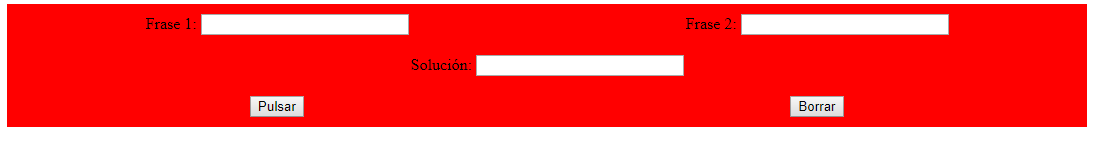 Frase 1: Frase 2:
Solución:
Pulsar Borrar